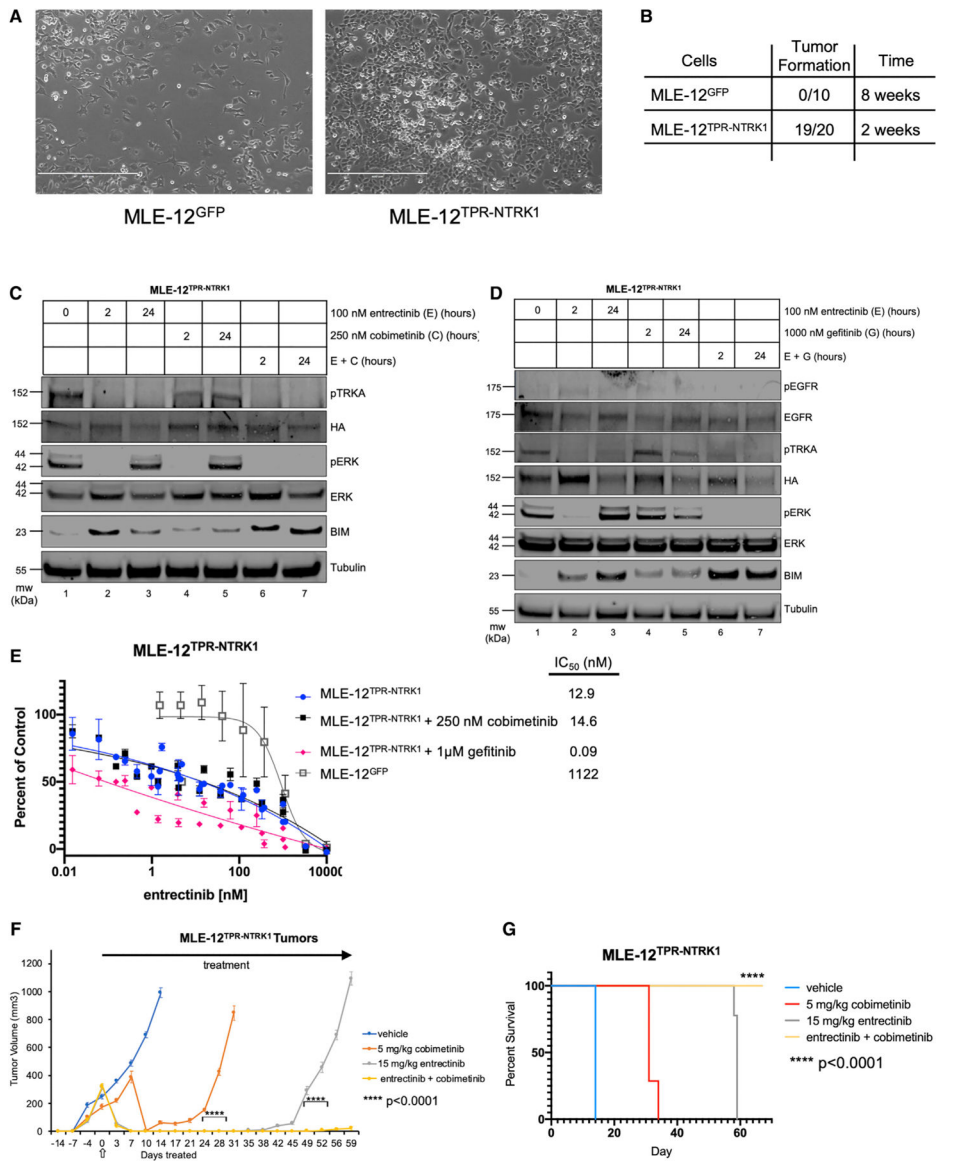 A
MLE-12GFP
MLE-12TPR-NTRK1
B
Cells Tumor Formation Time
MLE-12GFP 0/10 8 weeks
MLE-12TPR-NTRK1 19/20 2 weeks
C
MLE-12TPR-NTRK1
0 2 24 100 nM entrectinib (E) (hours)
2 24 250 nM cobimetinib (C) (hours)
2 24 E + C (hours)
152 pTRKA
152 HA
44
42 pERK
44
42 ERK
23 BIM
55 Tubulin
mw
(kDa)
1 2 3 4 5 6 7
D
MLE-12TPR-NTRK1
0 2 24 100 nM entrectinib (E) (hours)
2 24 1000 nM gefitinib (G) (hours)
2 24 E + G (hours)
175 pEGFR
175 EGFR
152 pTRKA
152 HA
44
42 pERK
44
42 ERK
23 BIM
55 Tubulin
mw
(kDa)
1 2 3 4 5 6 7
E
MLE-12TPR-NTRK1
Percent of Control
100
50
0
0.01 1 100 10000
entrectinib [nM]
IC50 (nM)
MLE-12TPR-NTRK1 12.9
MLE-12TPR-NTRK1 + 250 nM cobimetinib 14.6
MLE-12TPR-NTRK1 + 1µM gefitinib 0.09
MLE-12GFP 1122
F
MLE-12TPR-NTRK1 Tumors
treatment
Tumor Volume (mm3)
1200
1000
800
600
400
200
0
-14 -7 -4 0 3 7 10 14 17 21 24 28 31 35 38 42 45 49 52 56 59
Days treated
vehicle
5 mg/kg cobimetinib
15 mg/kg entrectinib
entrectinib + cobimetinib
**** p<0.0001
****
****
G
MLE-12TPR-NTRK1
Percent Survival
100
50
0
0 20 40 60
Day
****
vehicle
5 mg/kg cobimetinib
15 mg/kg entrectinib
entrectinib + cobimetinib
**** p<0.0001